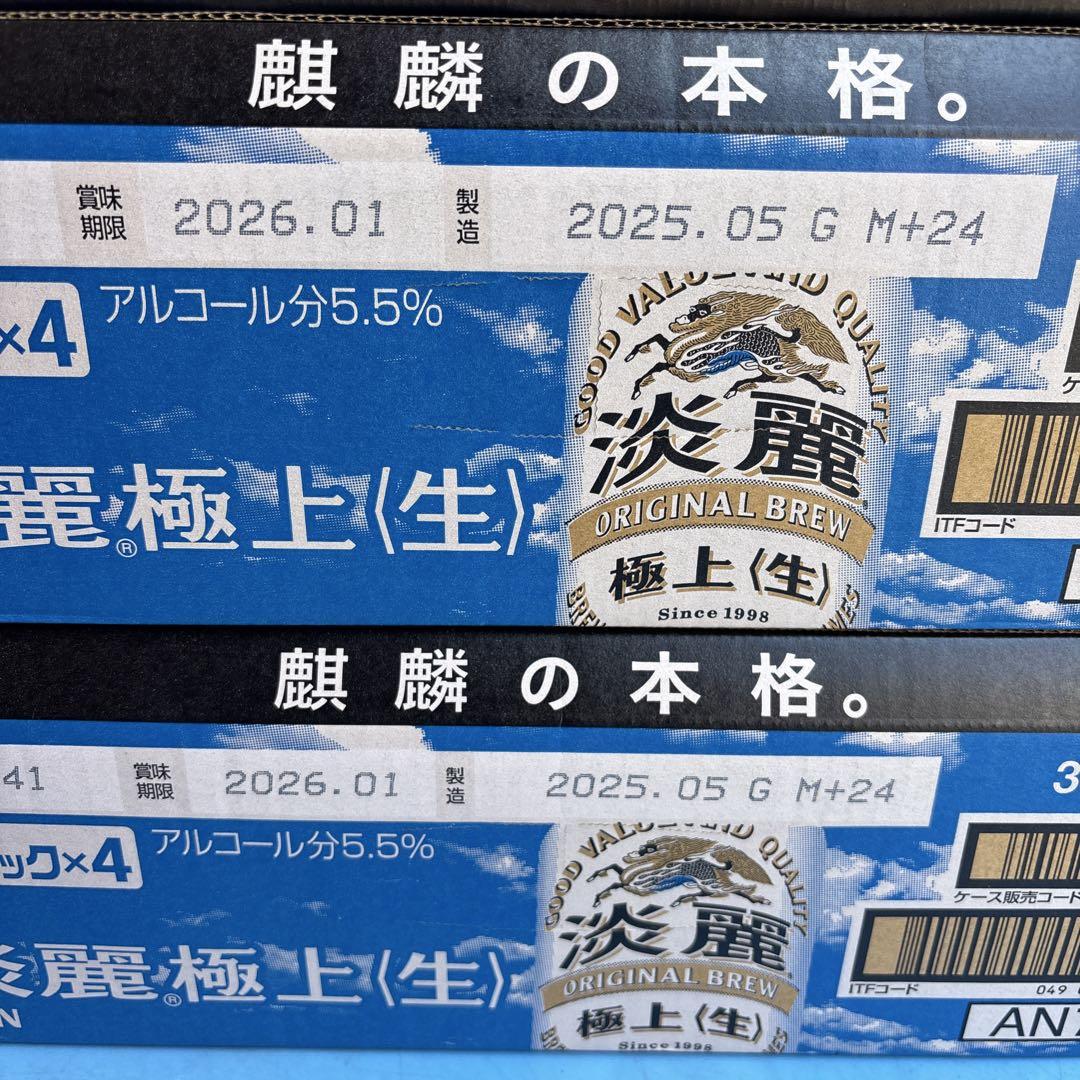 麒麟の本格。
賞味期限 2026.01 製造 2025.05 G M+24
×4 アルコール分5.5%
GOOD VALUE AND QUALITY
淡麗
ORIGINAL BREW
極上〈生〉
Since 1998
麗®極上〈生〉
ITFコード
麒麟の本格。
41 賞味期限 2026.01 製造 2025.05 G M+24
ック×4 アルコール分5.5%
GOOD VALUE AND QUALITY
淡麗
ORIGINAL BREW
極上〈生〉
Since 1998
淡麗®極上〈生〉
ケース販売コード
ITFコード
049
AN